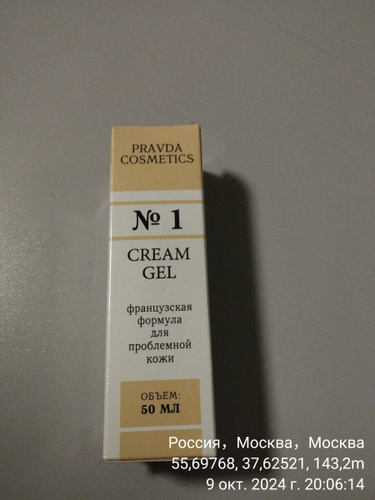 PRAVDA
COSMETICS
№ 1
CREAM
GEL
французская
формула
для
проблемной
кожи
ОБЪЕМ:
50 МЛ
Россия, Москва, Москва
55,69768, 37,62521, 143,2m
9 окт. 2024 г. 20:06:14